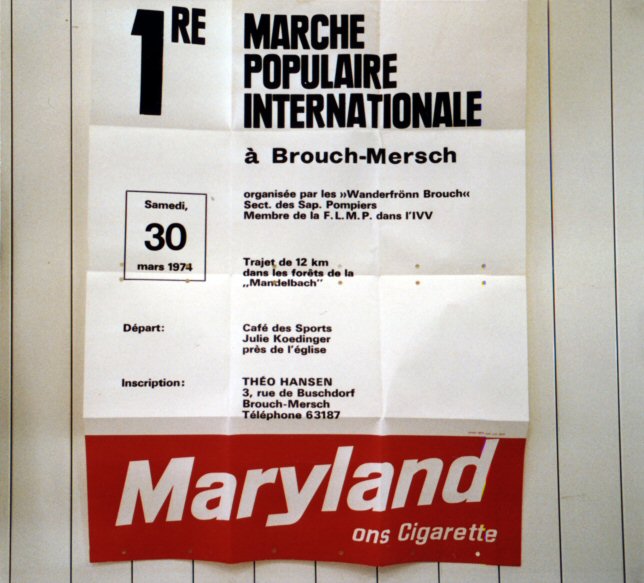 1RE
MARCHE
POPULAIRE
INTERNATIONALE
à Brouch-Mersch
organisée par les »Wanderfrönn Brouch«
Sect. des Sap. Pompiers
Membre de la F.L.M.P. dans l'IVV
Samedi,
30
mars 1974
Trajet de 12 km
dans les forêts de la
„Mandelbach"
Départ:
Café des Sports
Julie Koedinger
près de l'église
Inscription:
THÉO HANSEN
3, rue de Buschdorf
Brouch-Mersch
Téléphone 63187
Maryland
ons Cigarette